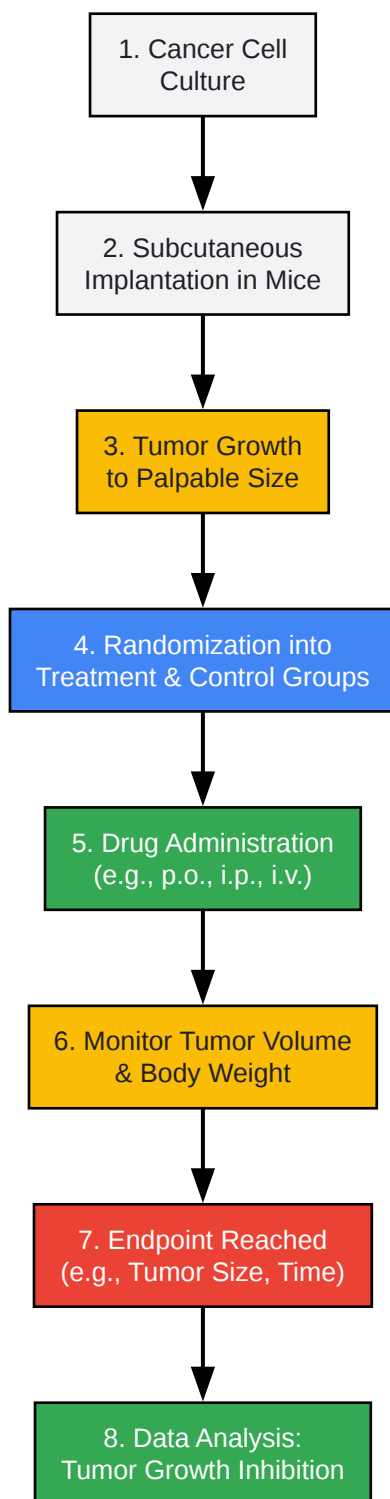 1. Cancer Cell
Culture
2. Subcutaneous
Implantation in Mice
3. Tumor Growth
to Palpable Size
4. Randomization into
Treatment & Control Groups
5. Drug Administration
(e.g., p.o., i.p., i.v.)
6. Monitor Tumor Volume
& Body Weight
7. Endpoint Reached
(e.g., Tumor Size, Time)
8. Data Analysis:
Tumor Growth Inhibition